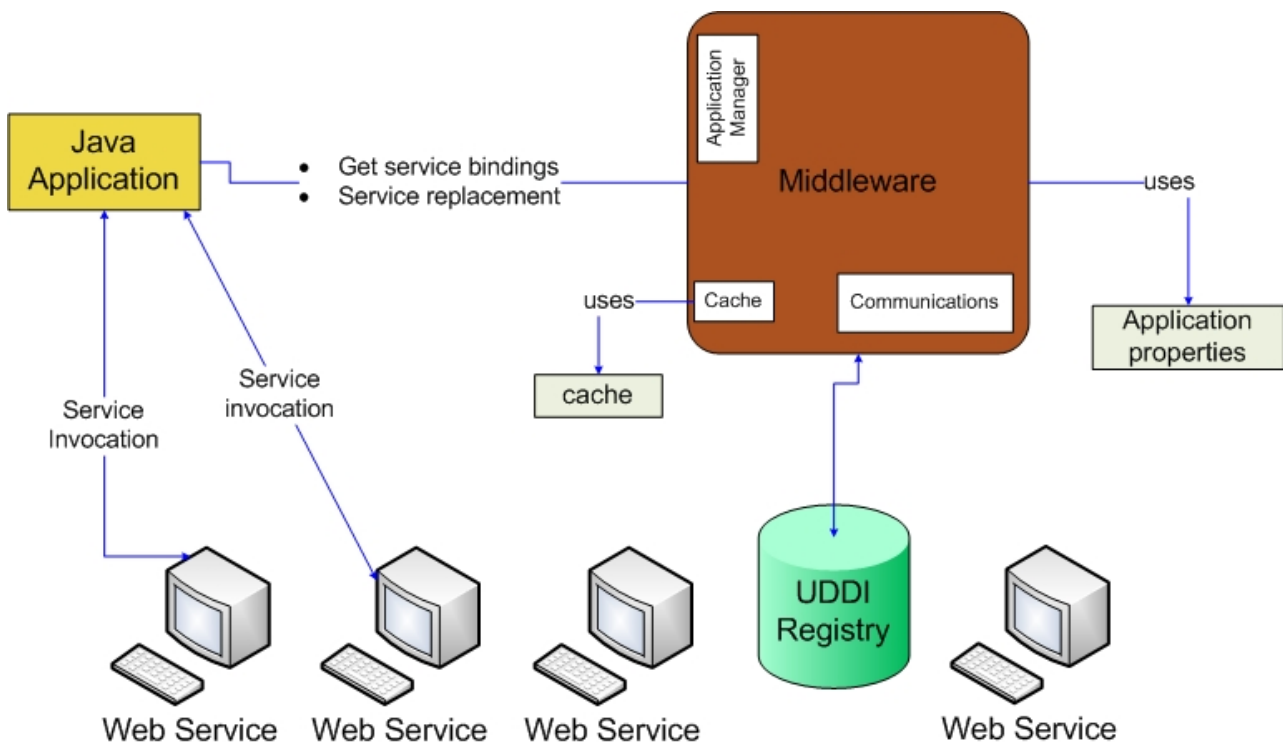 Application
Manager
Java
Application
• Get service bindings
• Service replacement
Middleware
uses
uses
Cache
Communications
Application
properties
cache
Service
invocation
Service
Invocation
UDDI
Registry
Web Service
Web Service
Web Service
Web Service